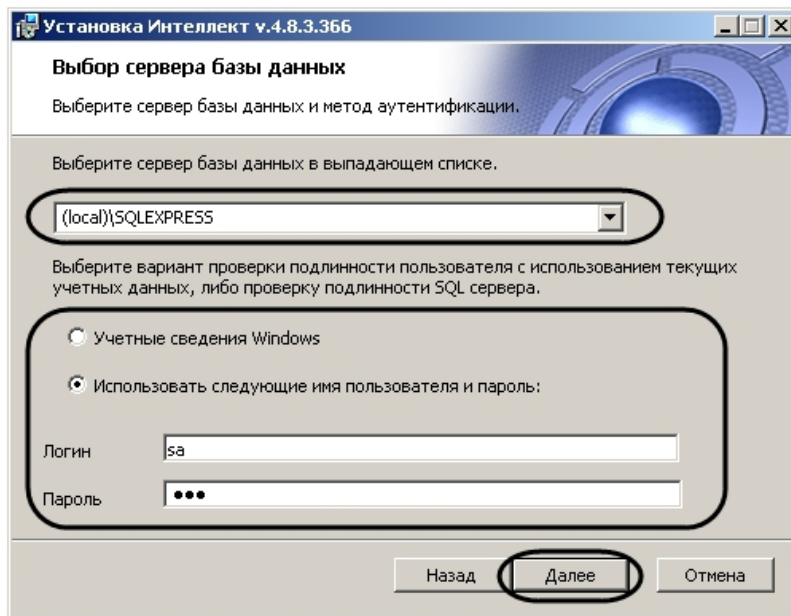 Установка Интеллект v.4.8.3.366
Выбор сервера базы данных
Выберите сервер базы данных и метод аутентификации.
Выберите сервер базы данных в выпадающем списке.
(local)\SQLEXPRESS
Выберите вариант проверки подлинности пользователя с использованием текущих
учетных данных, либо проверку подлинности SQL сервера.
Учетные сведения Windows
Использовать следующие имя пользователя и пароль:
Логин sa
Пароль ●●●
Назад Далее Отмена